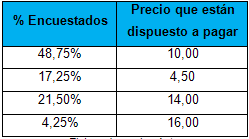 % Encuestados
Precio que están
dispuesto a pagar
48,75%
10,00
17,25%
4,50
21,50%
14,00
4,25%
16,00